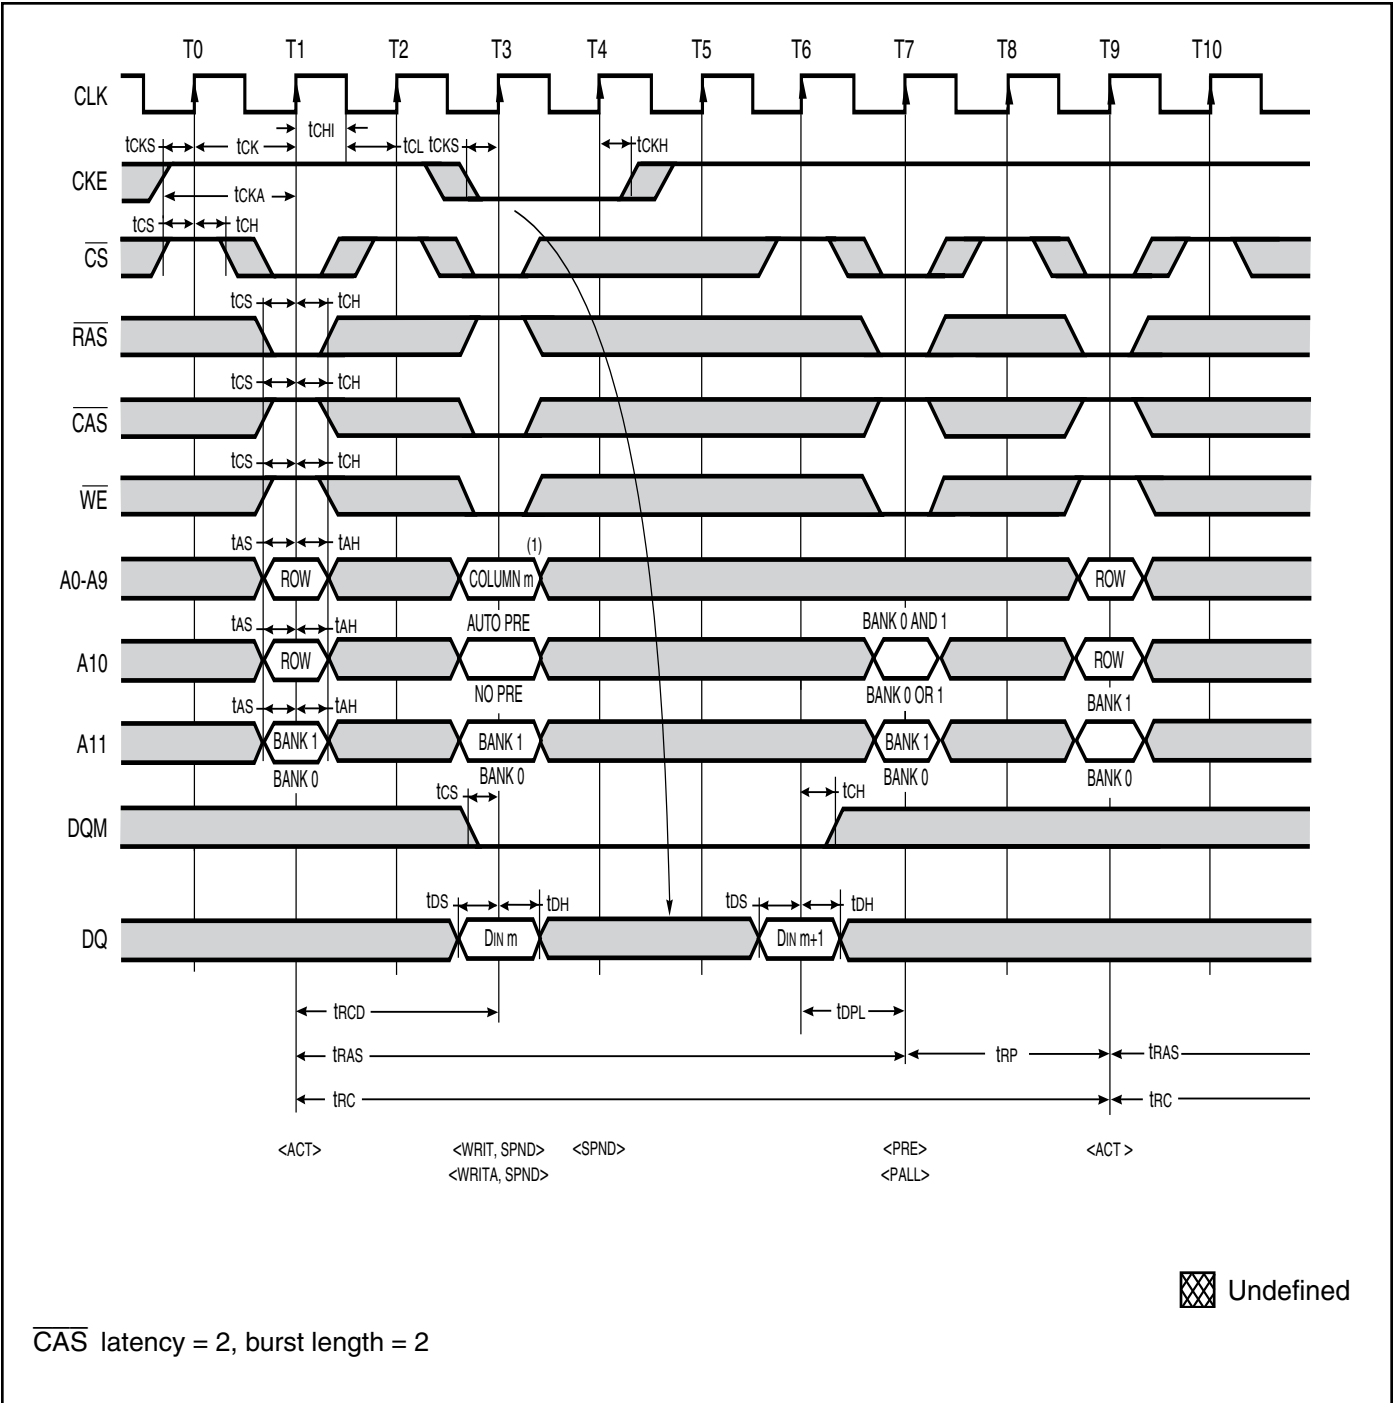 T0 T1 T2 T3 T4 T5 T6 T7 T8 T9 T10
CLK
tCHI
tCKS tCK tCL tCKS tCKH
CKE
tCKA
tCS tCH
CS
tCS tCH
RAS
tCS tCH
CAS
tCS tCH
WE
tAS tAH (1)
A0-A9 ROW COLUMN m ROW
tAS tAH AUTO PRE BANK 0 AND 1
A10 ROW ROW
NO PRE BANK 0 OR 1 BANK 1
tAS tAH
A11 BANK 1 BANK 1 BANK 1
BANK 0 BANK 0 BANK 0 BANK 0
tCS tCH
DQM
tDS tDH tDS tDH
DQ DIN m DIN m+1
tRCD tDPL
tRAS tRP tRAS
tRC tRC
<ACT> <WRIT, SPND> <SPND> <PRE> <ACT >
<WRITA, SPND> <PALL>
Undefined
CAS latency = 2, burst length = 2